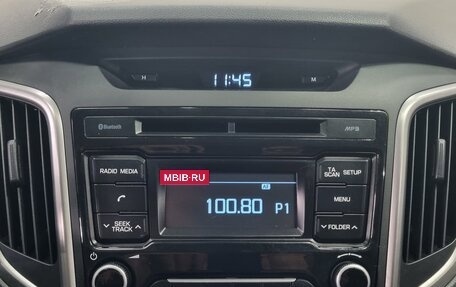 H 11:45 M
Bluetooth MP3
RADIO MEDIA TA SCAN SETUP
AF
MBIB·RU
100.80 P1
MENU
SEEK TRACK FOLDER